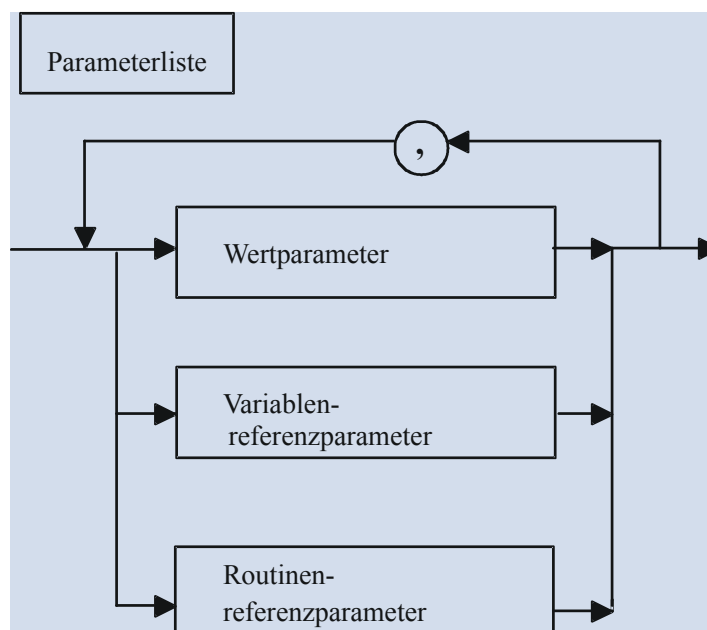 Parameterliste
,
Wertparameter
Variablen-
referenzparameter
Routinen-
referenzparameter